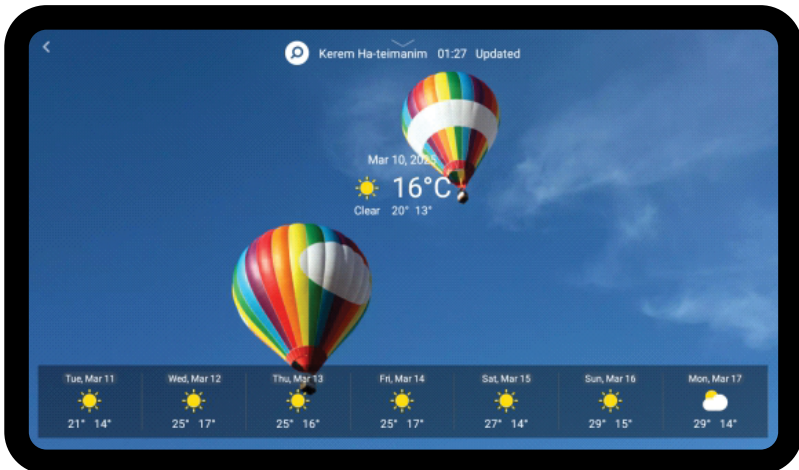 Kerem Ha-teimanim 01:27 Updated
Mar 10, 2025
16°C
Clear 20° 13°
Tue, Mar 11 Wed, Mar 12 Thu, Mar 13 Fri, Mar 14 Sat, Mar 15 Sun, Mar 16 Mon, Mar 17
21° 14° 25° 17° 25° 16° 25° 17° 27° 14° 29° 15° 29° 14°